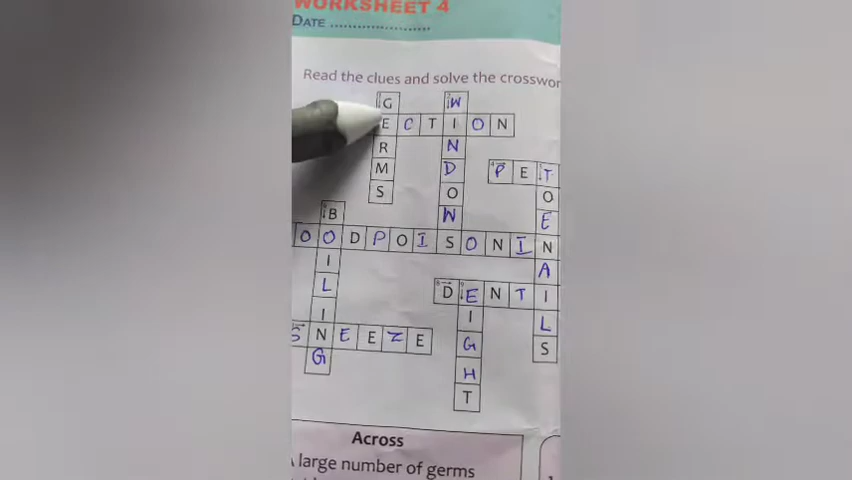 WORKSHEET 4
DATE ........................
Read the clues and solve the crosswor
G W
E C T I O N
R N
M D P E T
S O O
B W E
O O D P O I S O N I N
I A
L D E N T I
I I L
S N E E Z E G S
G H
T
Across
A large number of germs